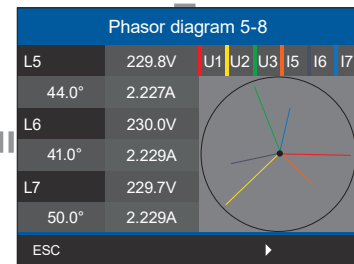 Phasor diagram 5-8
L5 229.8V U1 U2 U3 I5 I6 I7
44.0° 2.227A
L6 230.0V
41.0° 2.229A
L7 229.7V
50.0° 2.229A
ESC